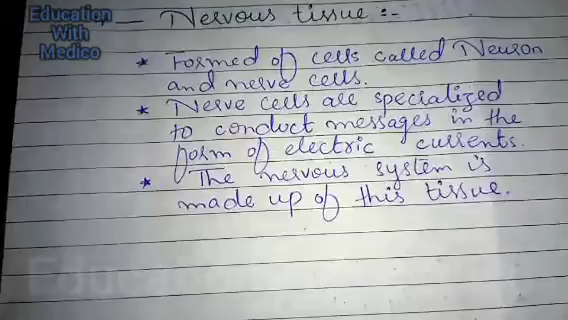 Education
With
Medico
— Nervous tissue :-
* Formed of cells called Neuron
and nerve cells.
* Nerve cells are specialized
to conduct messages in the
form of electric currents.
* The nervous system is
made up of this tissue.